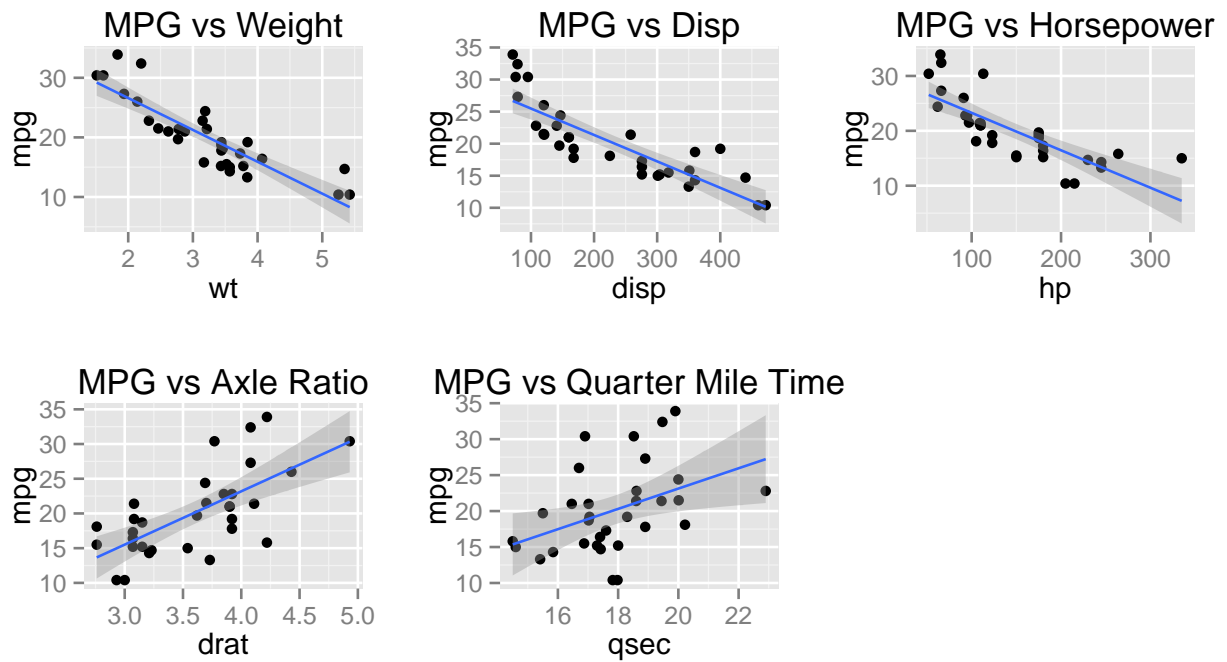 MPG vs Weight
mpg
30
20
10
2 3 4 5
wt
MPG vs Disp
mpg
35
30
25
20
15
10
100 200 300 400
disp
MPG vs Horsepower
mpg
30
20
10
100 200 300
hp
MPG vs Axle Ratio
mpg
35
30
25
20
15
10
3.0 3.5 4.0 4.5 5.0
drat
MPG vs Quarter Mile Time
mpg
35
30
25
20
15
10
16 18 20 22
qsec